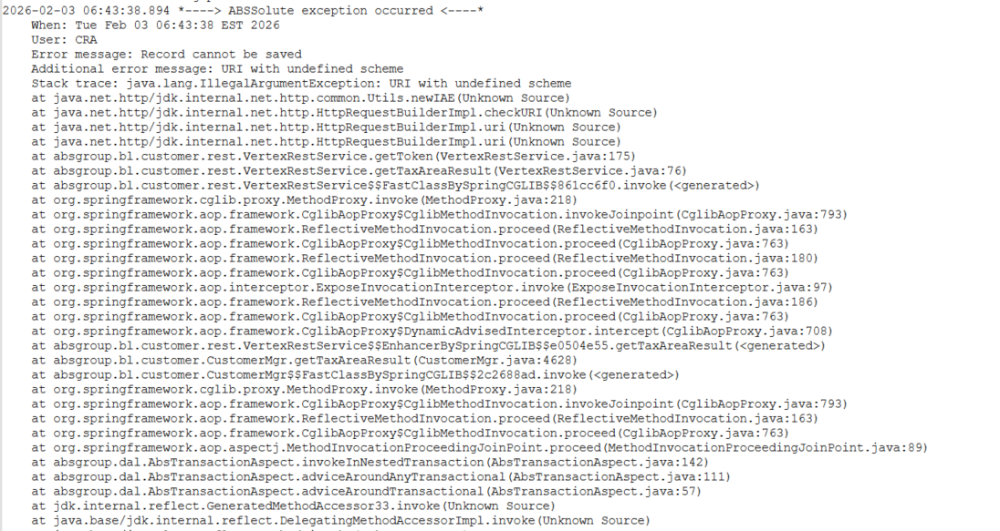 2026-02-03 06:43:38.894 *----> ABSSolute exception occurred <----*
When: Tue Feb 03 06:43:38 EST 2026
User: CRA
Error message: Record cannot be saved
Additional error message: URI with undefined scheme
Stack trace: java.lang.IllegalArgumentException: URI with undefined scheme
at java.net.http/jdk.internal.net.http.common.Utils.newIAE(Unknown Source)
at java.net.http/jdk.internal.net.http.HttpRequestBuilderImpl.checkURI(Unknown Source)
at java.net.http/jdk.internal.net.http.HttpRequestBuilderImpl.uri(Unknown Source)
at java.net.http/jdk.internal.net.http.HttpRequestBuilderImpl.uri(Unknown Source)
at absgroup.bl.customer.rest.VertexRestService.getToken(VertexRestService.java:175)
at absgroup.bl.customer.rest.VertexRestService.getTaxAreaResult(VertexRestService.java:76)
at absgroup.bl.customer.rest.VertexRestService$$FastClassBySpringCGLIB$$861cc6f0.invoke(<generated>)
at org.springframework.cglib.proxy.MethodProxy.invoke(MethodProxy.java:218)
at org.springframework.aop.framework.CglibAopProxy$CglibMethodInvocation.invokeJoinpoint(CglibAopProxy.java:793)
at org.springframework.aop.framework.ReflectiveMethodInvocation.proceed(ReflectiveMethodInvocation.java:163)
at org.springframework.aop.framework.CglibAopProxy$CglibMethodInvocation.proceed(CglibAopProxy.java:763)
at org.springframework.aop.framework.ReflectiveMethodInvocation.proceed(ReflectiveMethodInvocation.java:180)
at org.springframework.aop.framework.CglibAopProxy$CglibMethodInvocation.proceed(CglibAopProxy.java:763)
at org.springframework.aop.interceptor.ExposeInvocationInterceptor.invoke(ExposeInvocationInterceptor.java:97)
at org.springframework.aop.framework.ReflectiveMethodInvocation.proceed(ReflectiveMethodInvocation.java:186)
at org.springframework.aop.framework.CglibAopProxy$CglibMethodInvocation.proceed(CglibAopProxy.java:763)
at org.springframework.aop.framework.CglibAopProxy$DynamicAdvisedInterceptor.intercept(CglibAopProxy.java:708)
at absgroup.bl.customer.rest.VertexRestService$$EnhancerBySpringCGLIB$$e0504e55.getTaxAreaResult(<generated>)
at absgroup.bl.customer.CustomerMgr.getTaxAreaResult(CustomerMgr.java:4628)
at absgroup.bl.customer.CustomerMgr$$FastClassBySpringCGLIB$$2c2688ad.invoke(<generated>)
at org.springframework.cglib.proxy.MethodProxy.invoke(MethodProxy.java:218)
at org.springframework.aop.framework.CglibAopProxy$CglibMethodInvocation.invokeJoinpoint(CglibAopProxy.java:793)
at org.springframework.aop.framework.ReflectiveMethodInvocation.proceed(ReflectiveMethodInvocation.java:163)
at org.springframework.aop.framework.CglibAopProxy$CglibMethodInvocation.proceed(CglibAopProxy.java:763)
at org.springframework.aop.aspectj.MethodInvocationProceedingJoinPoint.proceed(MethodInvocationProceedingJoinPoint.java:89)
at absgroup.dal.AbsTransactionAspect.invokeInNestedTransaction(AbsTransactionAspect.java:142)
at absgroup.dal.AbsTransactionAspect.adviceAroundAnyTransactional(AbsTransactionAspect.java:111)
at absgroup.dal.AbsTransactionAspect.adviceAroundTransactional(AbsTransactionAspect.java:57)
at jdk.internal.reflect.GeneratedMethodAccessor33.invoke(Unknown Source)
at java.base/jdk.internal.reflect.DelegatingMethodAccessorImpl.invoke(Unknown Source)